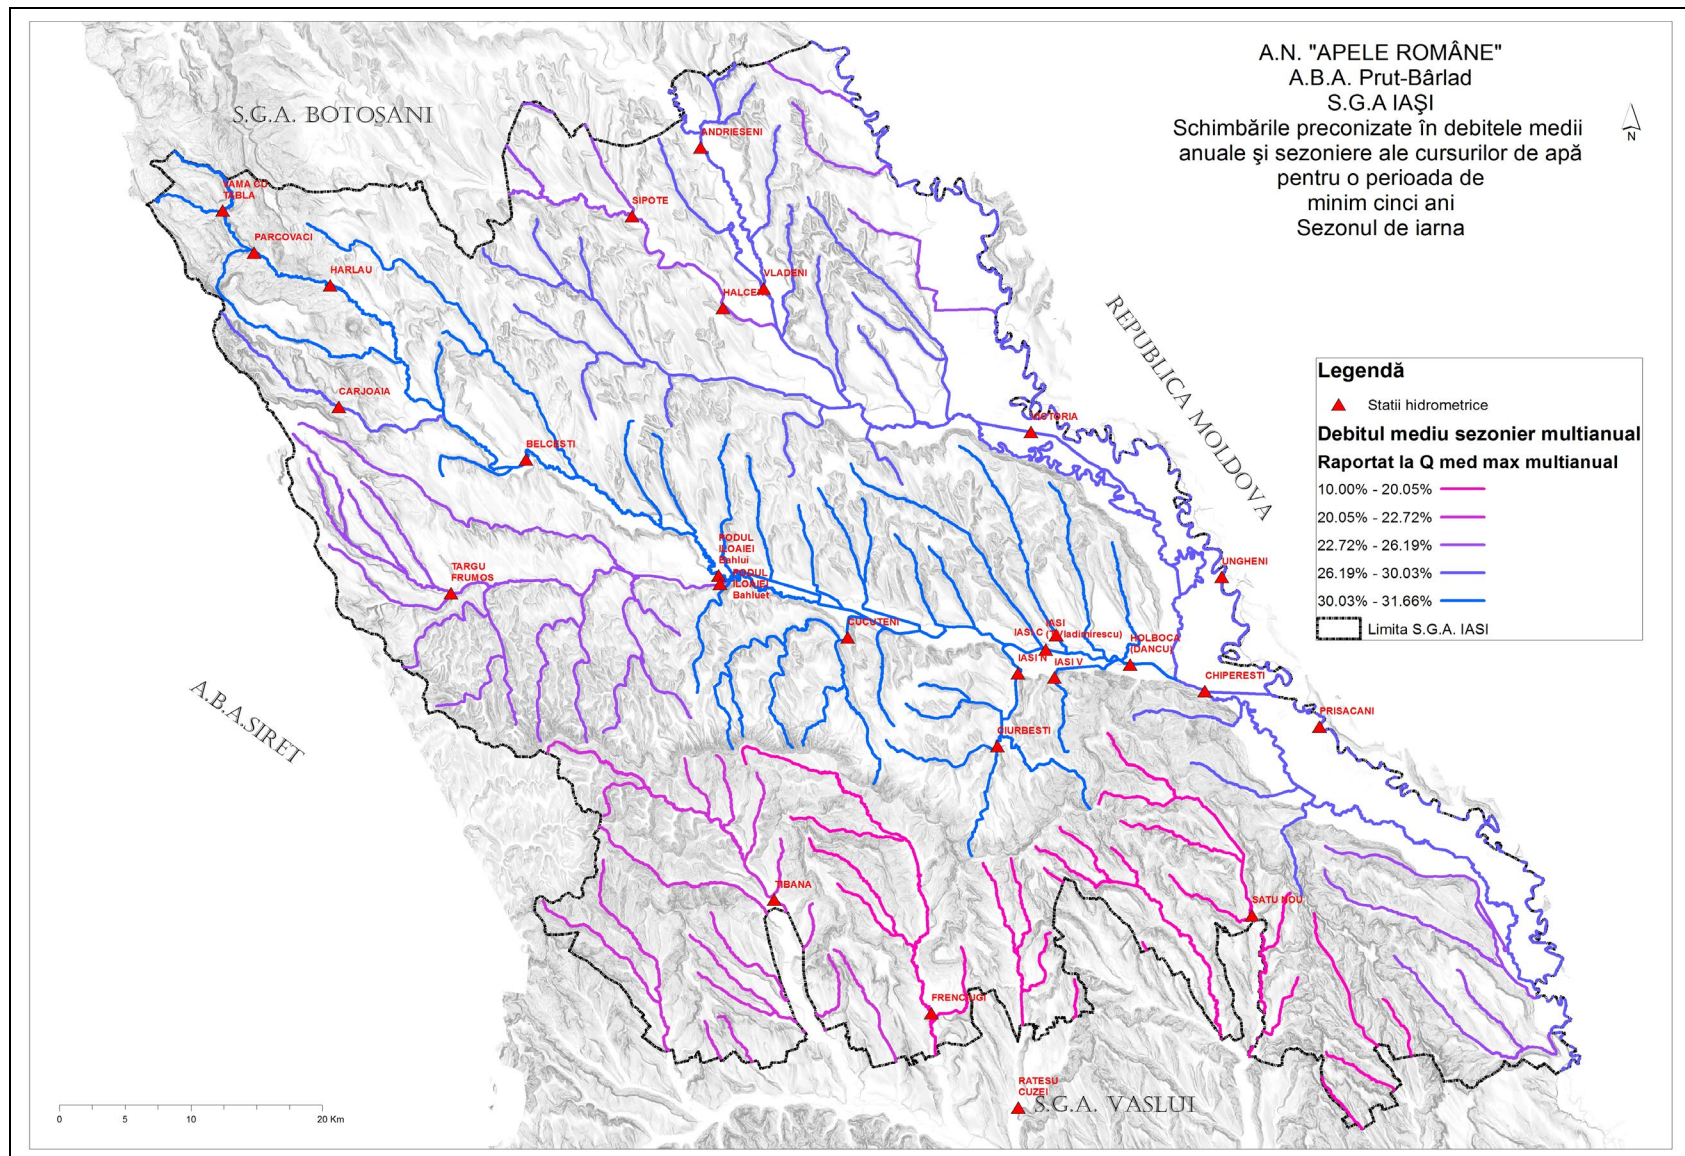 A.N. "APELE ROMÂNE"
A.B.A. Prut-Bârlad
S.G.A IAŞI
Schimbările preconizate în debitele medii
anuale şi sezoniere ale cursurilor de apă
pentru o perioada de
minim cinci ani
Sezonul de iarna
N
S.G.A. BOTOSANI
ANDRIESENI
VAMA CD
TABLA
SIPOTE
PARCOVACI
HARLAU
VLADENI
REPUBLICA MOLDOVA
Legendă
Statii hidrometrice
Debitul mediu sezonier multianual
Raportat la Q med max multianual
10.00% - 20.05%
20.05% - 22.72%
22.72% - 26.19%
26.19% - 30.03%
30.03% - 31.66%
Limita S.G.A. IASI
CARJOAIA
VICTORIA
BELCESTI
PODUL
ILOAIEI
Bahlui
PODUL
ILOAIEI
Bahluet
TARGU
FRUMOS
UNGHENI
CUCUTENI
IASI
IASI C
(T.Vladimirescu)
HOLBOCA
(DANCU)
IASI N
IASI V
CHIPERESTI
A.B.A.SIRET
PRISACANI
CIURBESTI
TIBANA
SATU NOU
FRENCIUGI
RATESU
CUZEI
S.G.A. VASLUI
0
5
10
20 Km